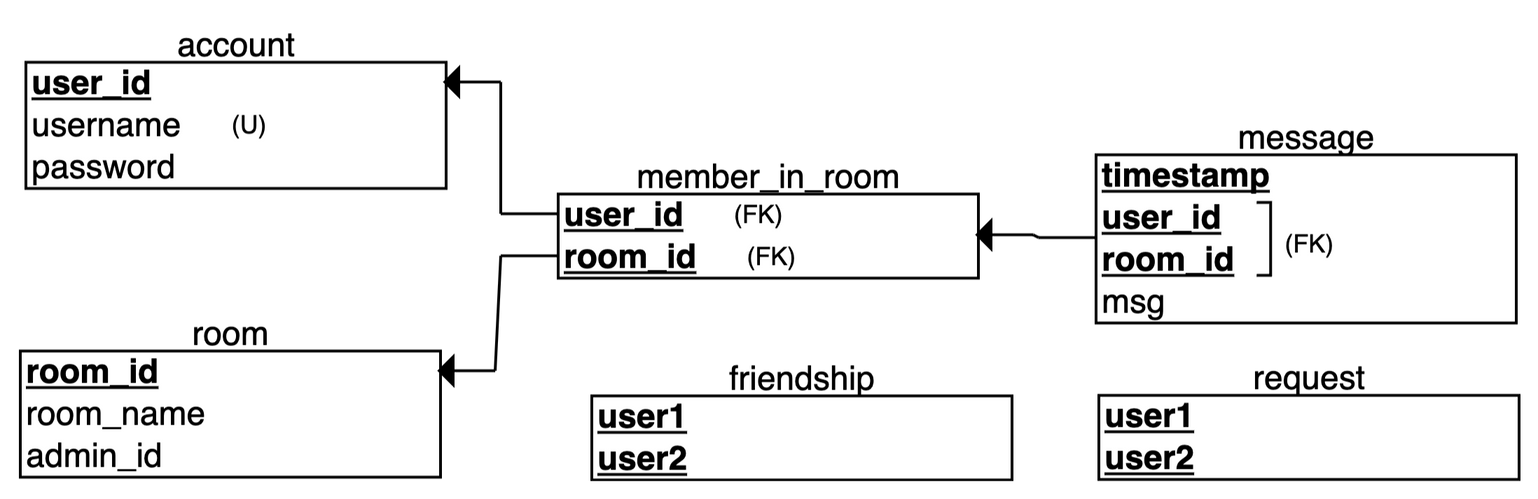 account
user_id
username (U)
password
member_in_room
user_id (FK)
room_id (FK)
message
timestamp
user_id
room_id
(FK)
msg
room
room_id
room_name
admin_id
friendship
user1
user2
request
user1
user2